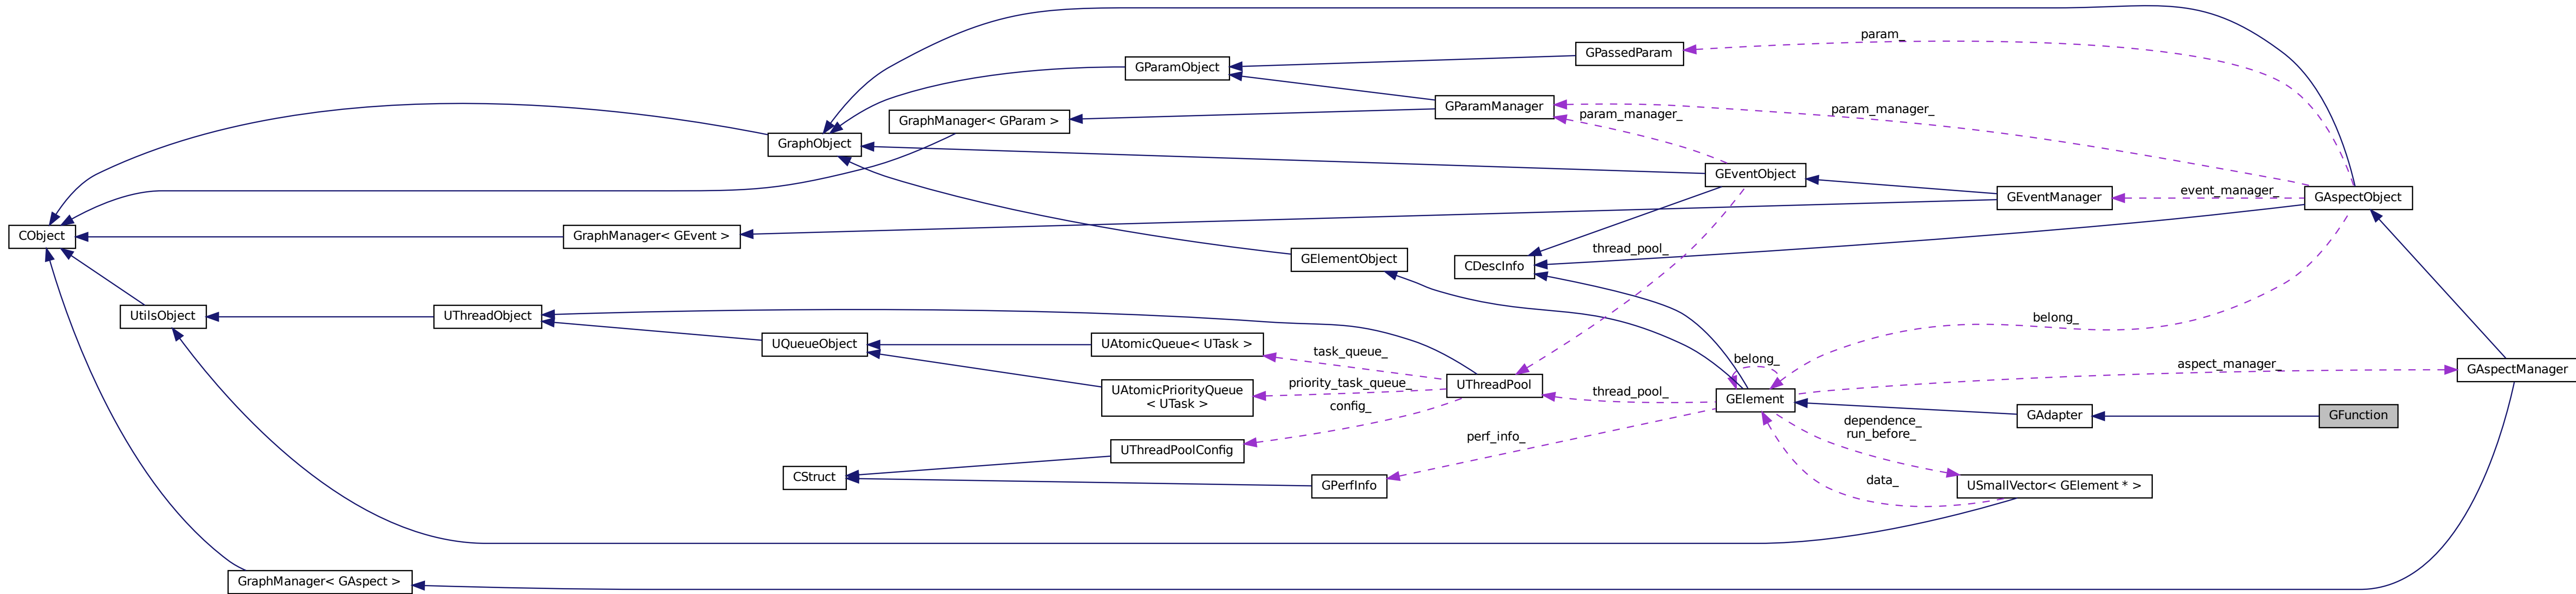 param_
GPassedParam
GParamObject
GParamManager
param_manager_
param_manager_
GraphManager< GParam >
GraphObject
GEventObject
event_manager_
GEventManager
GAspectObject
CObject
GraphManager< GEvent >
thread_pool_
GElementObject
CDescInfo
UtilsObject
UThreadObject
belong_
UQueueObject
UAtomicQueue< UTask >
task_queue_
belong_
aspect_manager_
GAspectManager
UAtomicPriorityQueue
< UTask >
priority_task_queue_
UThreadPool
thread_pool_
GElement
config_
GAdapter
GFunction
dependence_
run_before_
UThreadPoolConfig
perf_info_
CStruct
GPerfInfo
data_
USmallVector< GElement * >
GraphManager< GAspect >